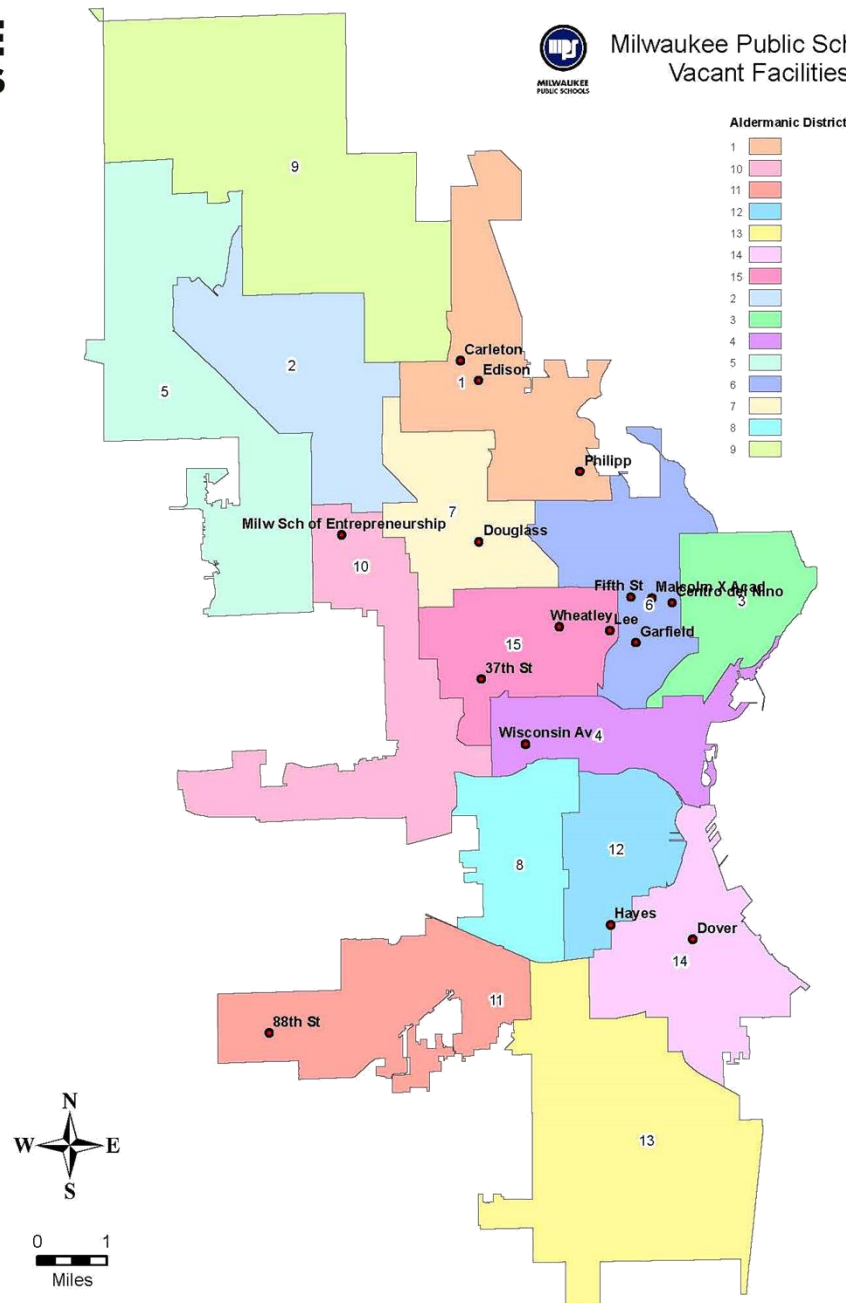 mps
MILWAUKEE
PUBLIC SCHOOLS
Milwaukee Public Sch
Vacant Facilities
Aldermanic District
1
10
11
12
13
14
15
2
3
4
5
6
7
8
9
9
2
5
Carleton
1
Edison
Philipp
7
Milw Sch of Entrepreneurship
Douglass
10
Fifth St
Malcolm X Acad
6
Centro del Nino
3
Wheatley
Lee
15
Garfield
37th St
Wisconsin Av
4
8
12
Hayes
Dover
14
11
88th St
13
N
W
E
S
0
1
Miles